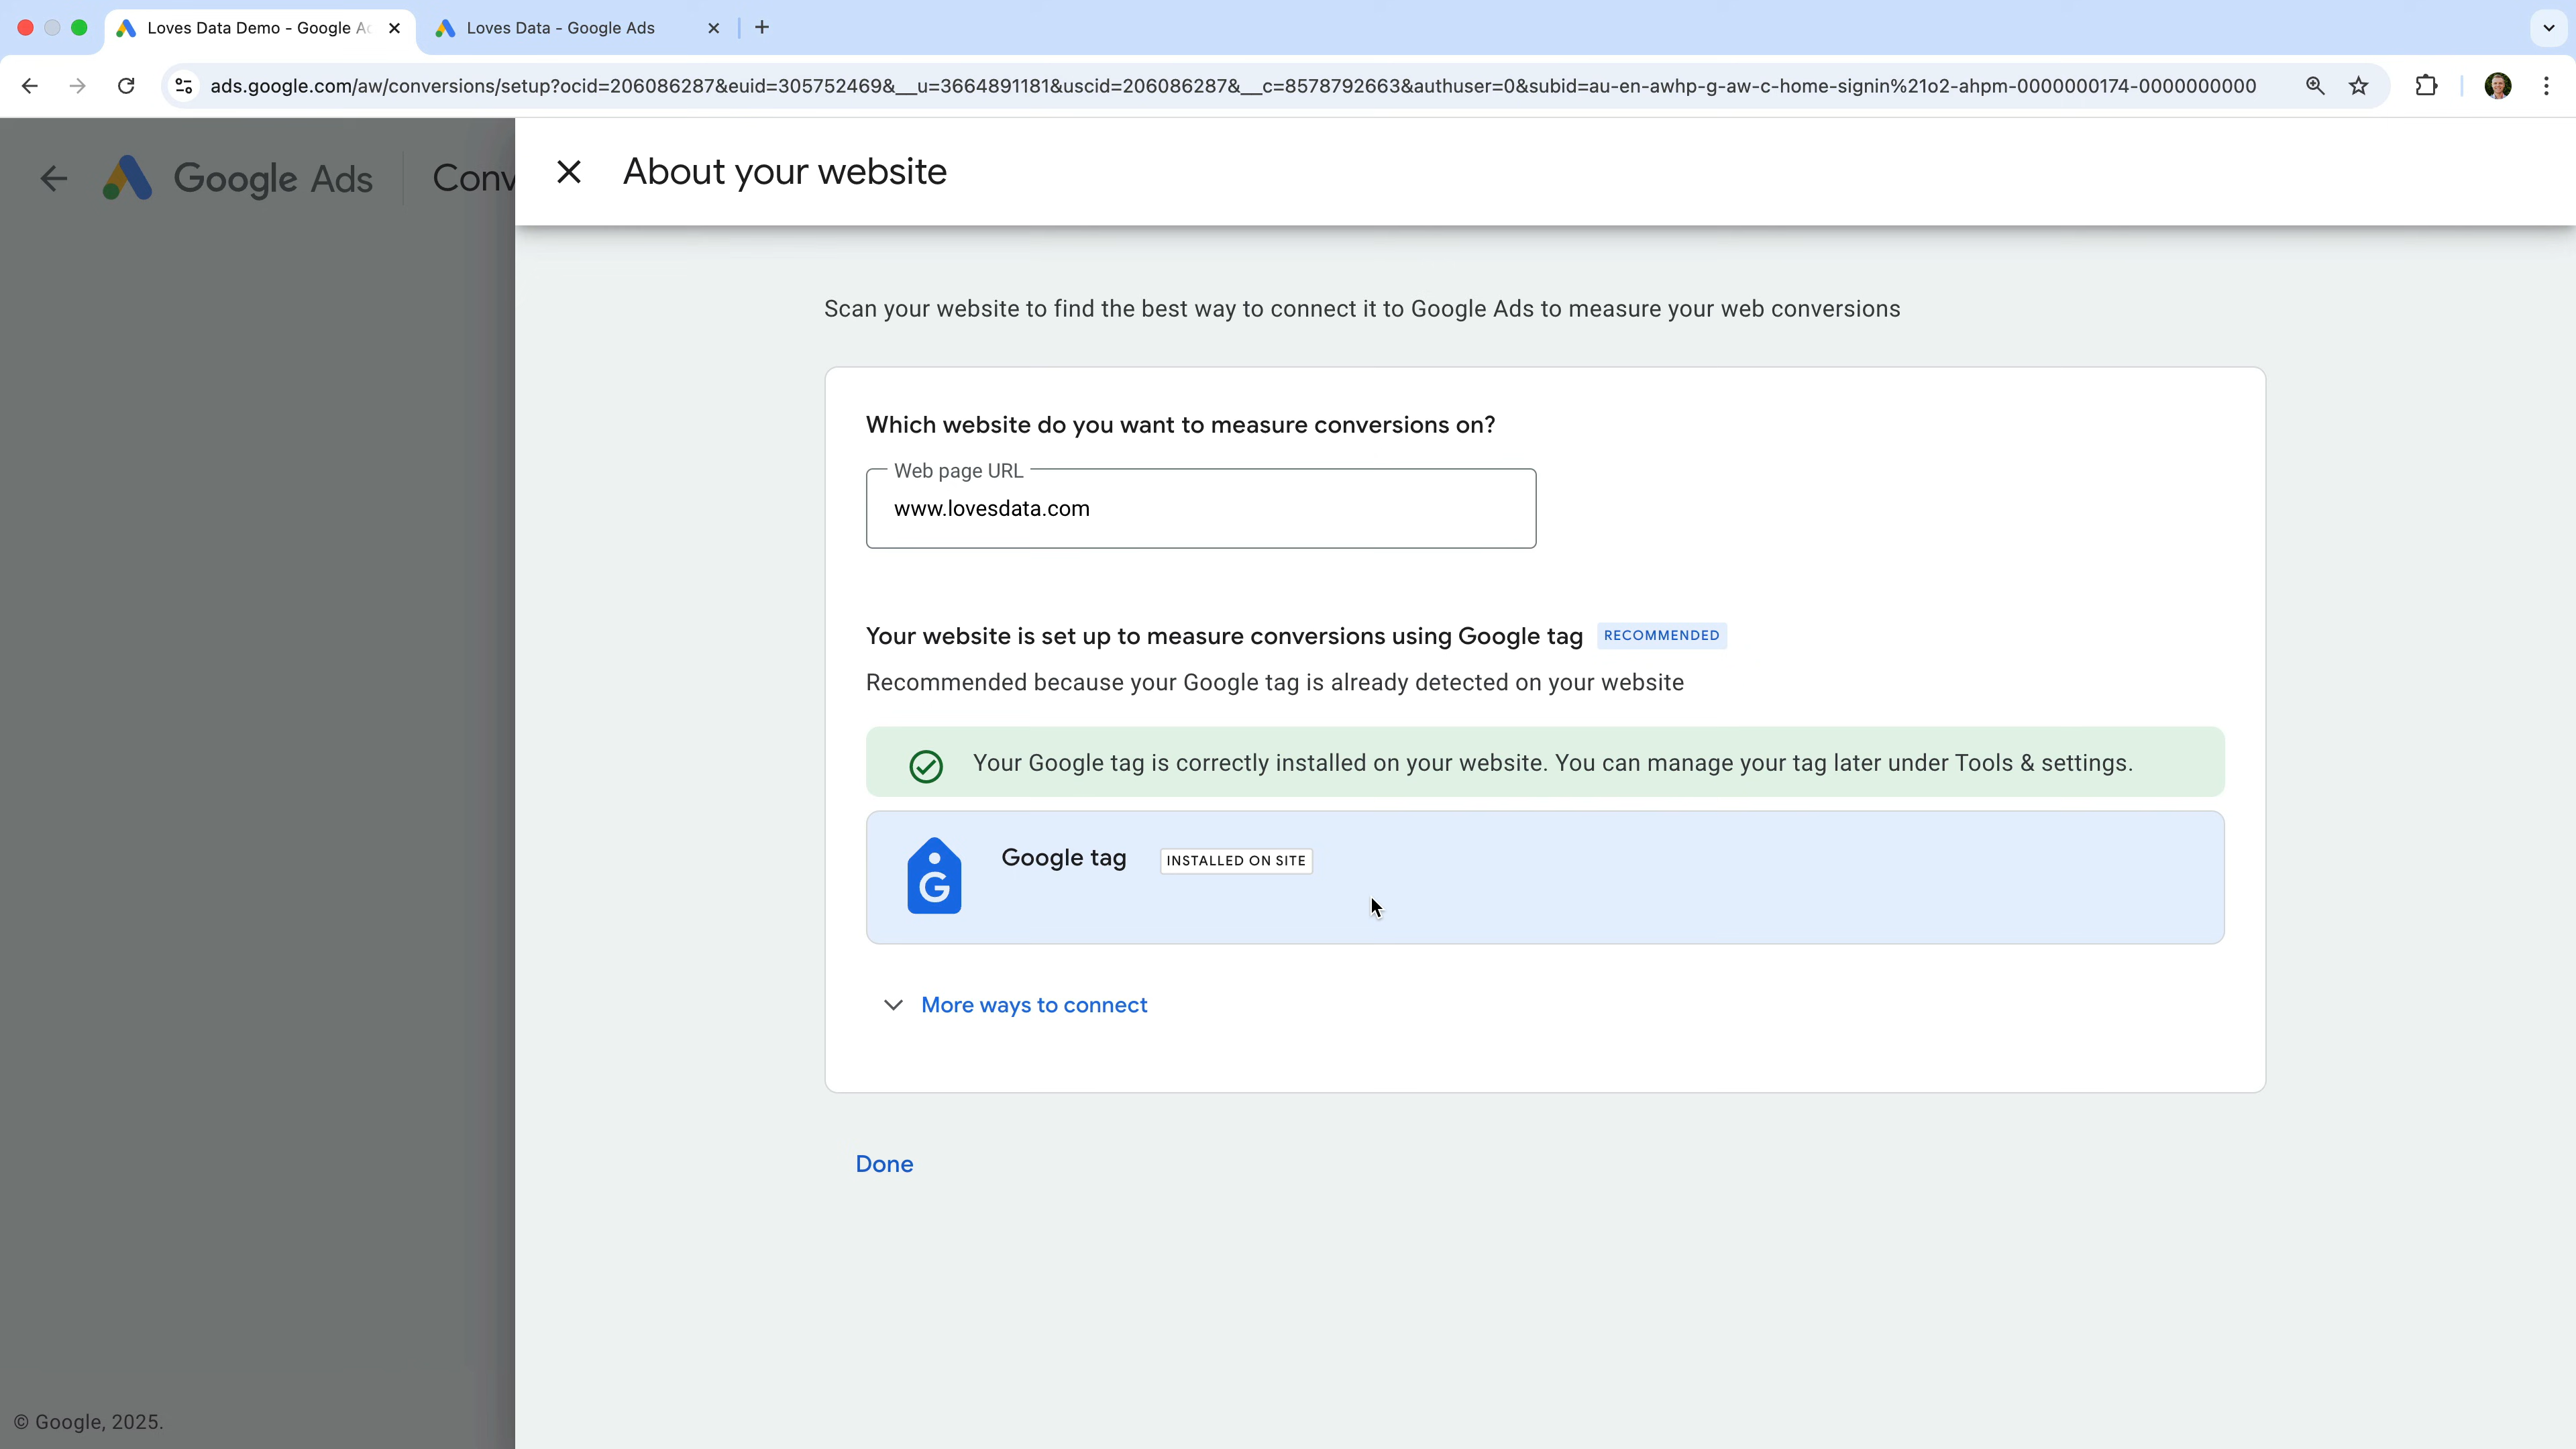 Loves Data Demo - Google Ad
Loves Data - Google Ads
ads.google.com/aw/conversions/setup?ocid=206086287&euid=305752469&__u=3664891181&uscid=206086287&__c=8578792663&authuser=0&subid=au-en-awhp-g-aw-c-home-signin%21o2-ahpm-0000000174-0000000000
Google Ads
Conv
About your website
Scan your website to find the best way to connect it to Google Ads to measure your web conversions
Which website do you want to measure conversions on?
Web page URL
www.lovesdata.com
Your website is set up to measure conversions using Google tag RECOMMENDED
Recommended because your Google tag is already detected on your website
Your Google tag is correctly installed on your website. You can manage your tag later under Tools & settings.
G
Google tag INSTALLED ON SITE
More ways to connect
Done
© Google, 2025.